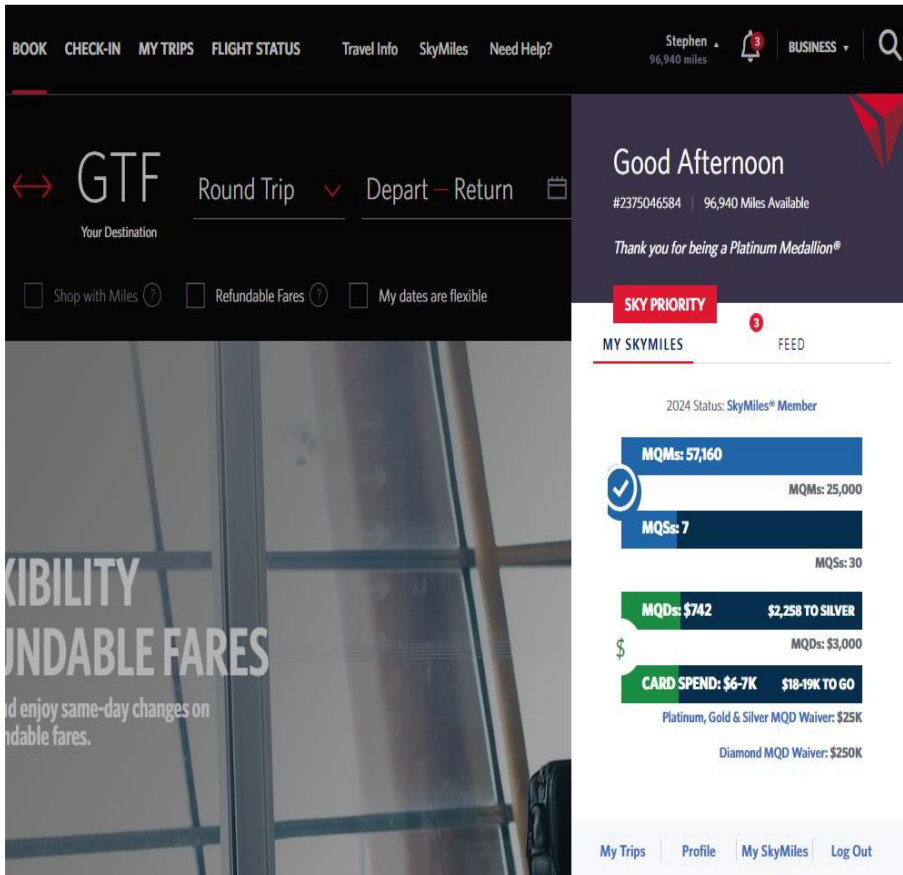 BOOK CHECK-IN MY TRIPS FLIGHT STATUS Travel Info SkyMiles Need Help?
Stephen
96,940 miles
3
BUSINESS
GTF
Your Destination
Round Trip
Depart — Return
Shop with Miles ?
Refundable Fares ?
My dates are flexible
XIBILITY
UNDABLE FARES
nd enjoy same-day changes on
ndable fares.
Good Afternoon
#2375046584 | 96,940 Miles Available
Thank you for being a Platinum Medallion®
SKY PRIORITY
MY SKYMILES
3
FEED
2024 Status: SkyMiles® Member
MQMs: 57,160
MQMs: 25,000
MQSs: 7
MQSs: 30
MQDs: $742 $2,258 TO SILVER
MQDs: $3,000
$
CARD SPEND: $6-7K $18-19K TO GO
Platinum, Gold & Silver MQD Waiver: $25K
Diamond MQD Waiver: $250K
My Trips | Profile | My SkyMiles | Log Out